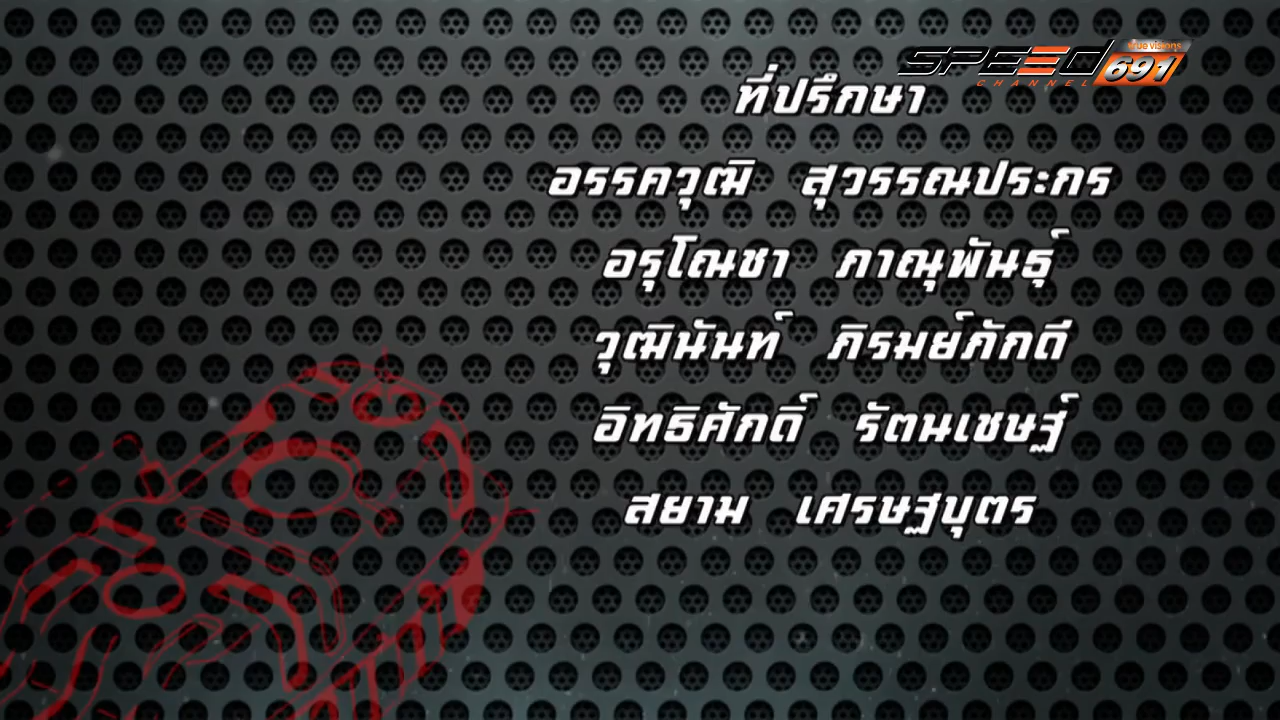 SPEED
true visions
CHANNEL
691
ที่ปรึกษา
อรรควุฒิ สุวรรณประกร
อรุโณชา ภาณุพันธุ์
วุฒินันท์ ภิรมย์ภักดี
อิทธิศักดิ์ รัตนเชษฐ์
สยาม เศรษฐบุตร